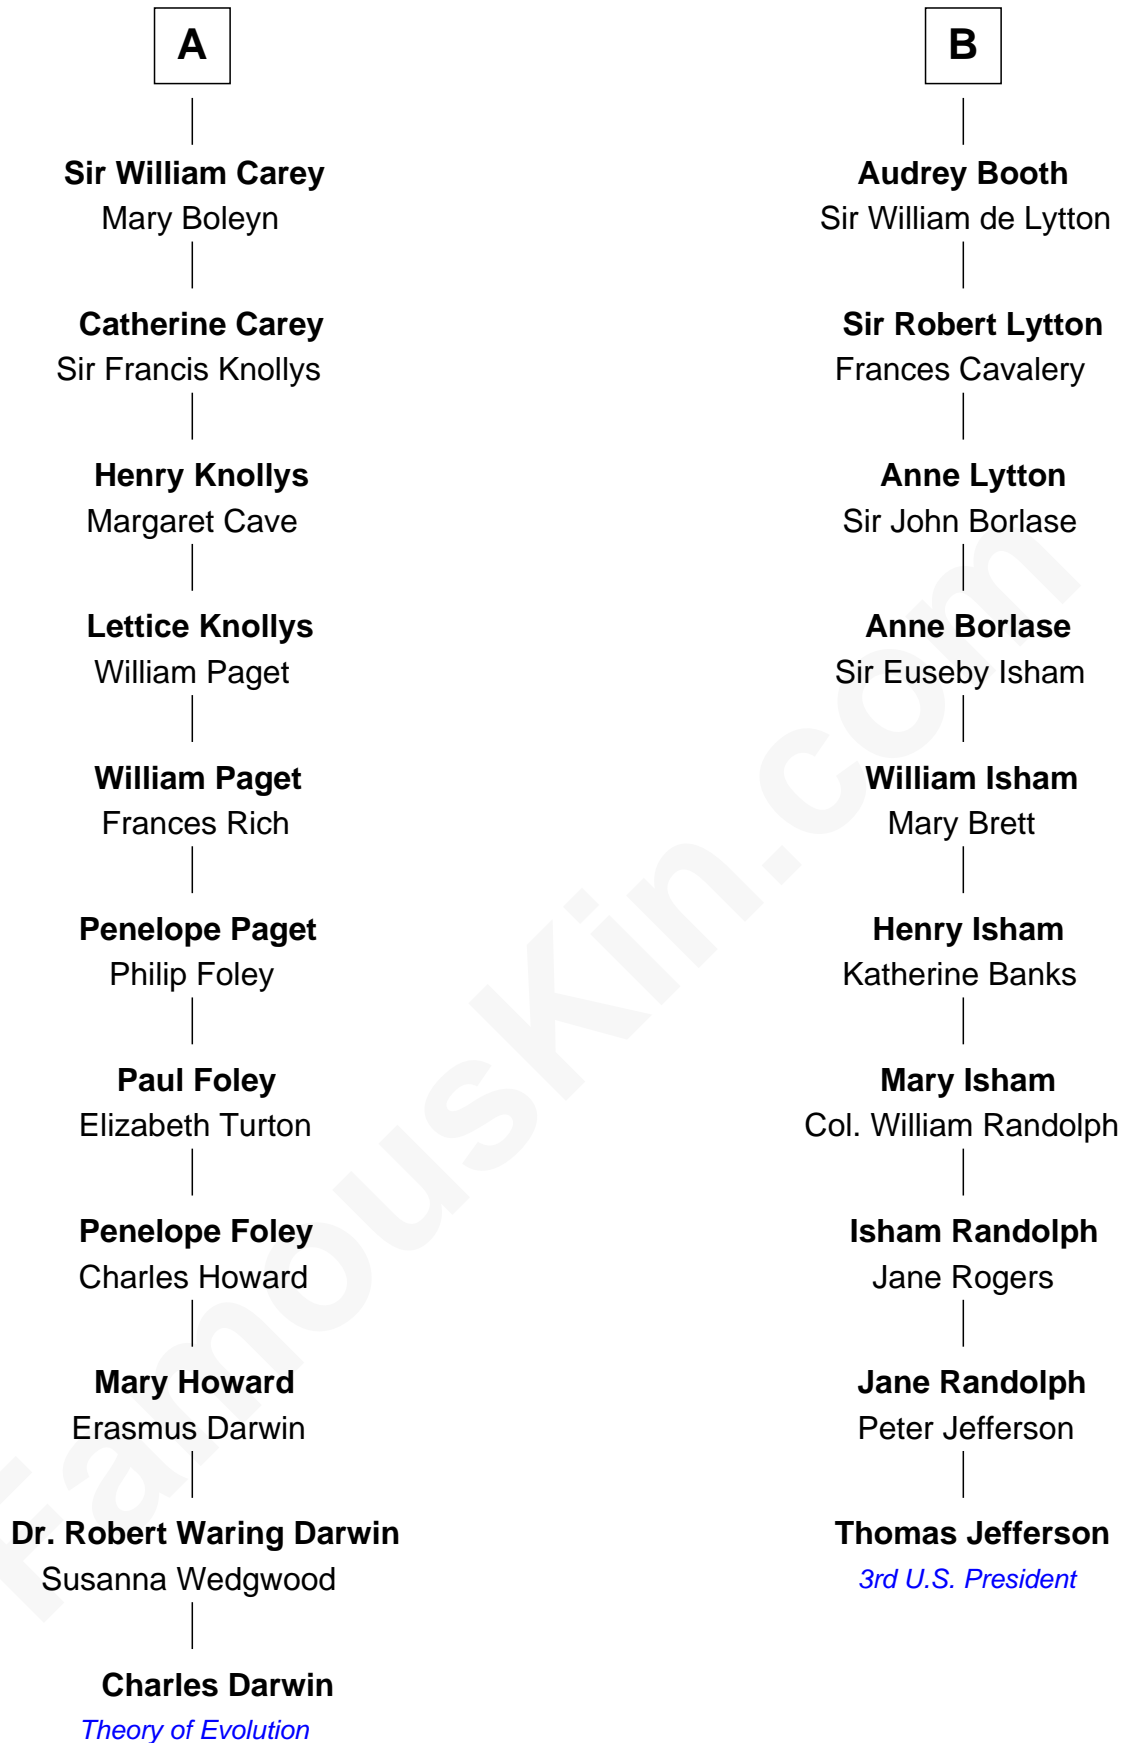 A
Sir William Carey
Mary Boleyn
Catherine Carey
Sir Francis Knollys
Henry Knollys
Margaret Cave
Lettice Knollys
William Paget
William Paget
Frances Rich
Penelope Paget
Philip Foley
Paul Foley
Elizabeth Turton
Penelope Foley
Charles Howard
Mary Howard
Erasmus Darwin
Dr. Robert Waring Darwin
Susanna Wedgwood
Charles Darwin
Theory of Evolution
B
Audrey Booth
Sir William de Lytton
Sir Robert Lytton
Frances Cavalery
Anne Lytton
Sir John Borlase
Anne Borlase
Sir Euseby Isham
William Isham
Mary Brett
Henry Isham
Katherine Banks
Mary Isham
Col. William Randolph
Isham Randolph
Jane Rogers
Jane Randolph
Peter Jefferson
Thomas Jefferson
3rd U.S. President
FamousKin.com